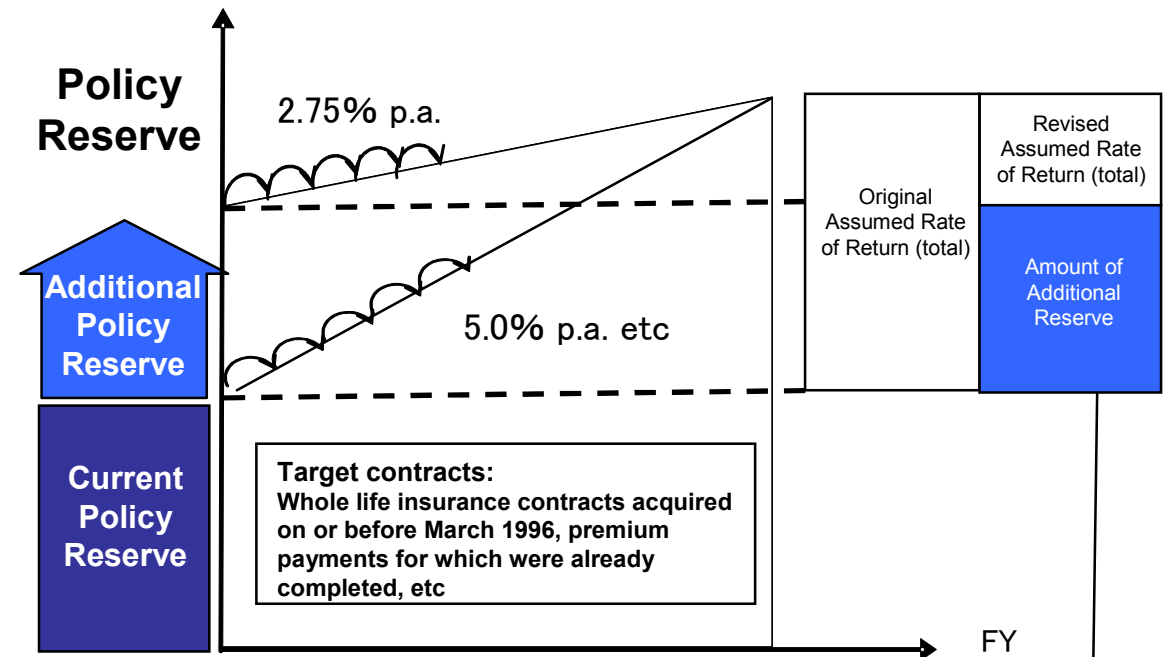 Policy
Reserve
2.75% p.a.
5.0% p.a. etc
Additional
Policy
Reserve
Current
Policy
Reserve
Target contracts:
Whole life insurance contracts acquired
on or before March 1996, premium
payments for which were already
completed, etc
Original
Assumed Rate
of Return (total)
Revised
Assumed Rate
of Return (total)
Amount of
Additional
Reserve
FY